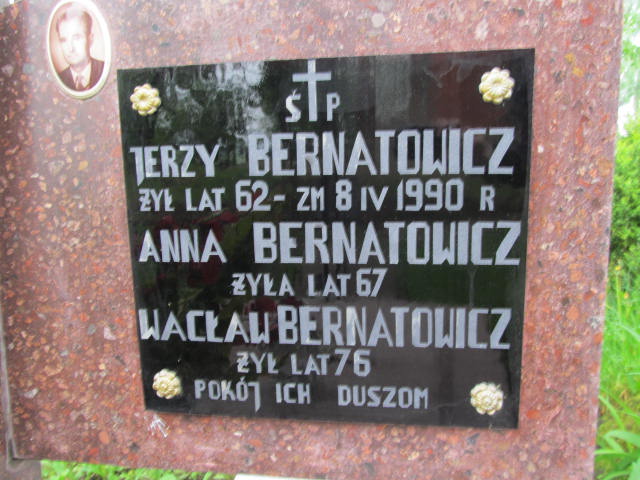 Ś P
JERZY BERNATOWICZ
ŻYŁ LAT 62 - ZM 8 IV 1990 R
ANNA BERNATOWICZ
ŻYŁA LAT 67
WACŁAW BERNATOWICZ
ŻYŁ LAT 76
POKÓJ ICH DUSZOM